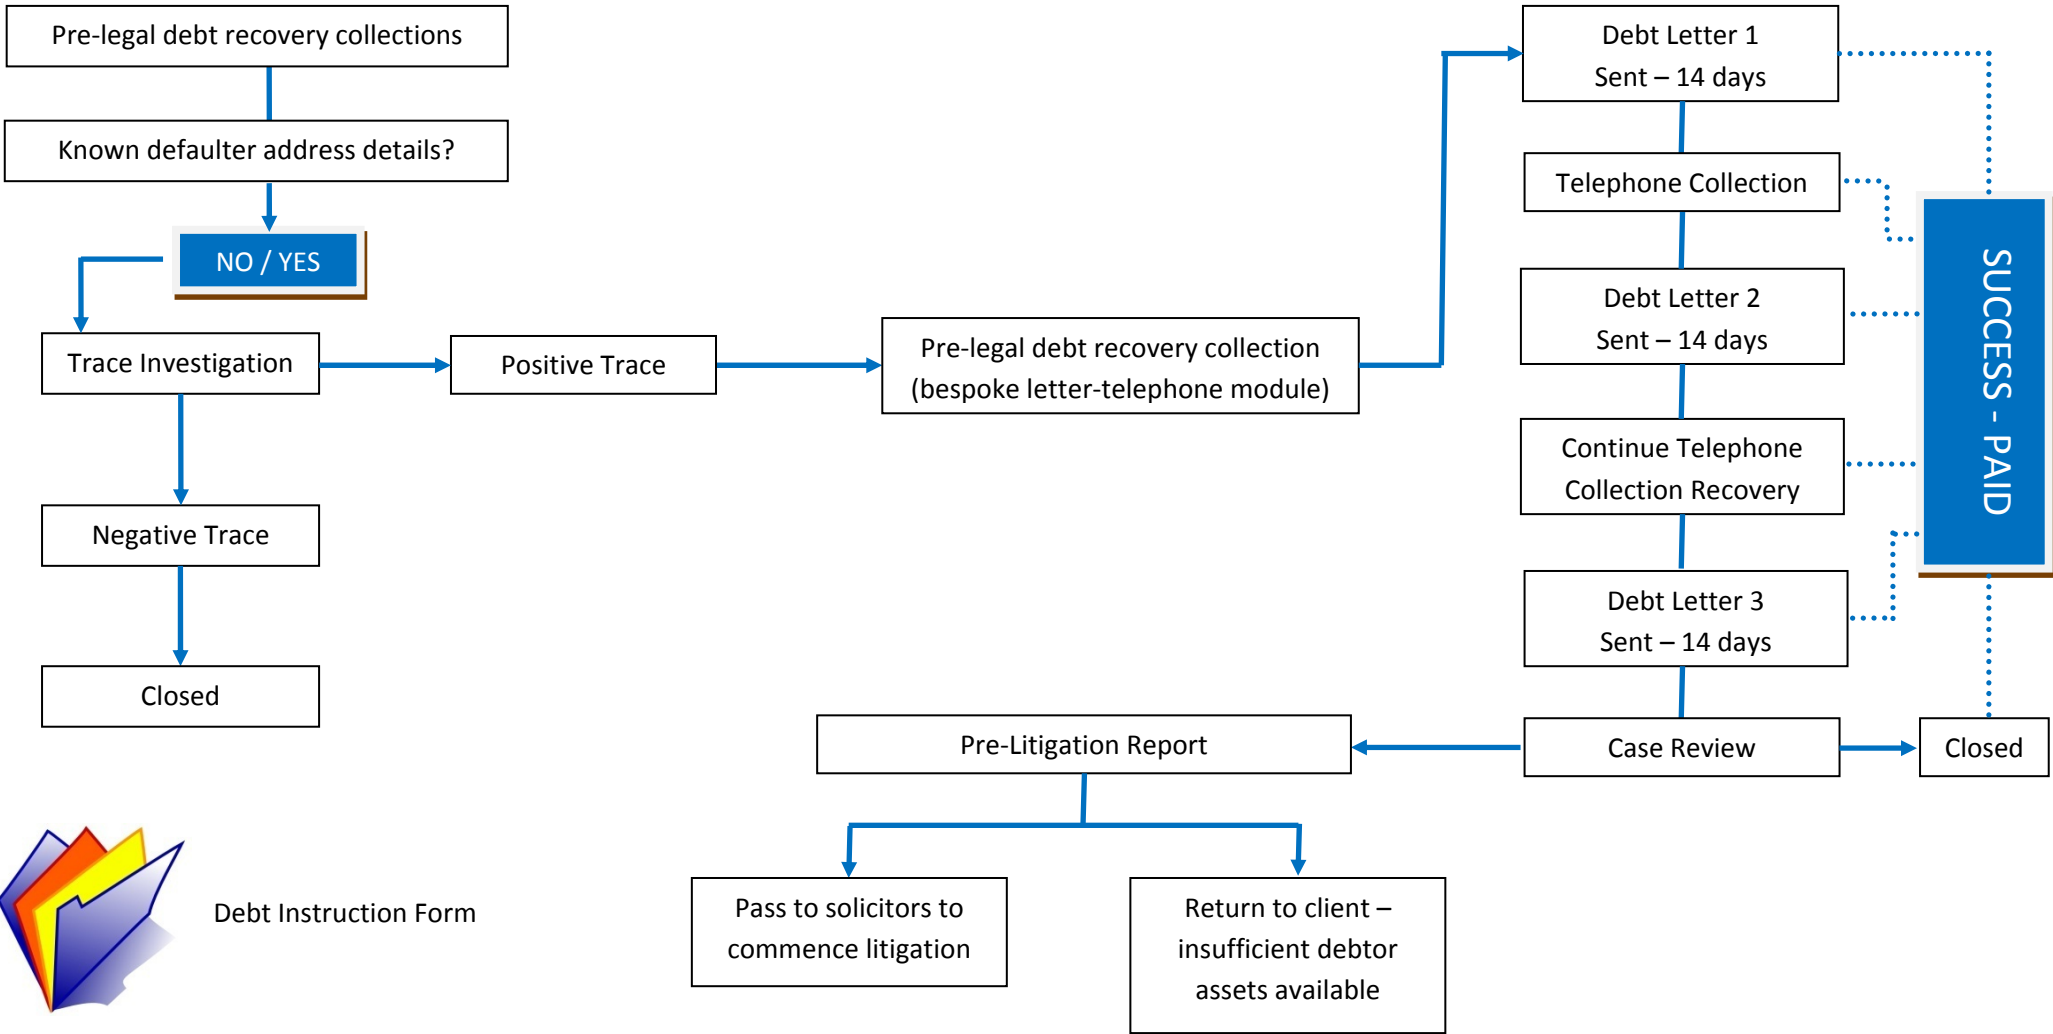 Pre-legal debt recovery collections
Known defaulter address details?
NO / YES
Trace Investigation
Positive Trace
Negative Trace
Closed
Pre-legal debt recovery collection
(bespoke letter-telephone module)
Debt Letter 1
Sent – 14 days
Telephone Collection
Debt Letter 2
Sent – 14 days
Continue Telephone
Collection Recovery
Debt Letter 3
Sent – 14 days
SUCCESS - PAID
Case Review
Closed
Pre-Litigation Report
Pass to solicitors to
commence litigation
Return to client –
insufficient debtor
assets available
Debt Instruction Form